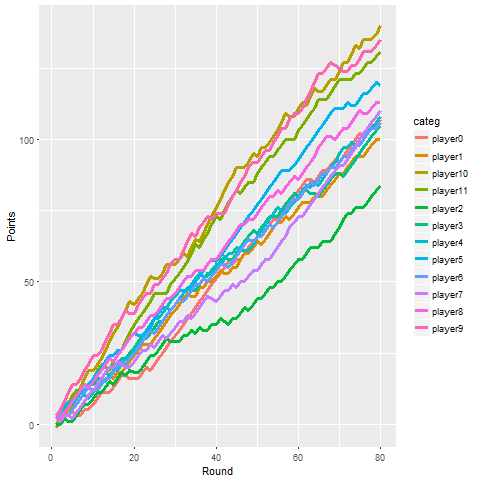 100
50
0
Points
0
20
40
60
80
Round
categ
player0
player1
player10
player11
player2
player3
player4
player5
player6
player7
player8
player9